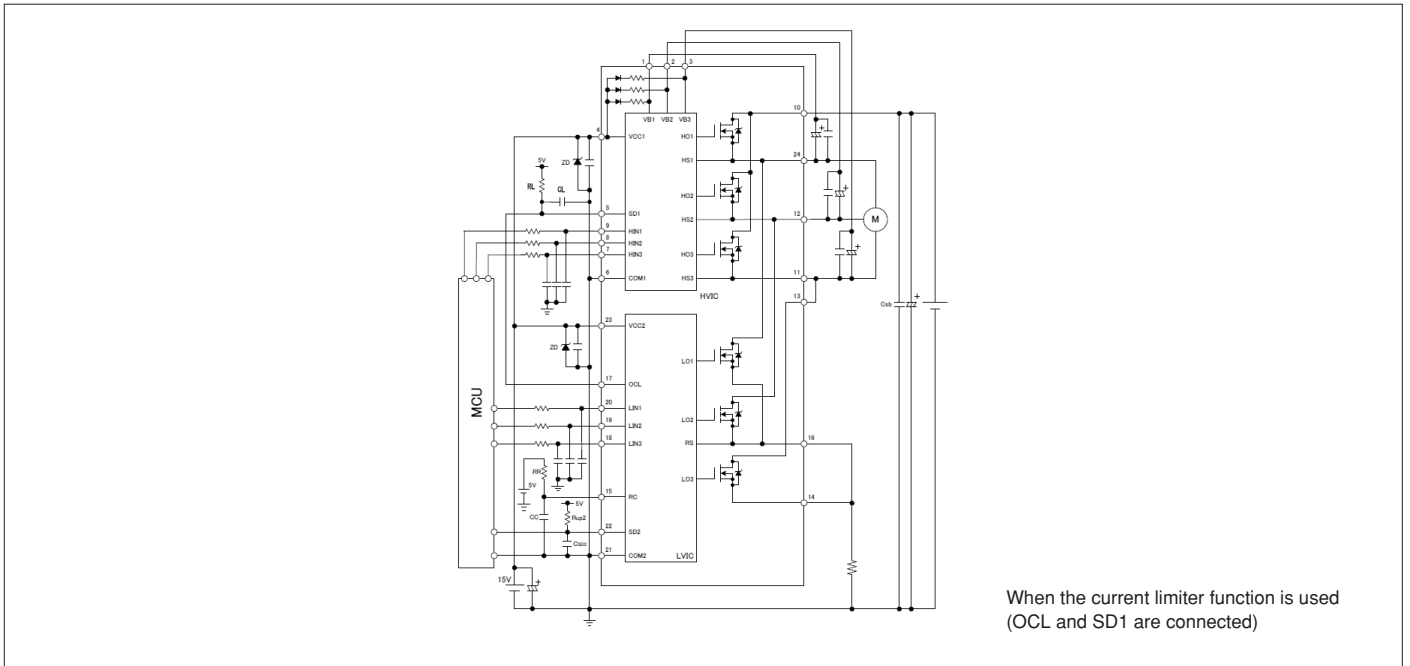 1 2 3
VB1 VB2 VB3
4 VCC1
HO1
10
5V
ZD
HS1
24
RL
CL
HO2
5 SD1
HS2
12
M
9 HIN1
8 HIN2
7 HIN3
HO3
6 COM1
HS3
11
HVIC
13
Csb
+
+
+
+
23 VCC2
ZD
LO1
17 OCL
MCU
20 LIN1
19 LIN2
18 LIN3
LO2
RS
16
RR
5V
LO3
15 RC
14
CC
5V
Rup2
22 SD2
21 COM2
LVIC
15V
+
When the current limiter function is used
(OCL and SD1 are connected)